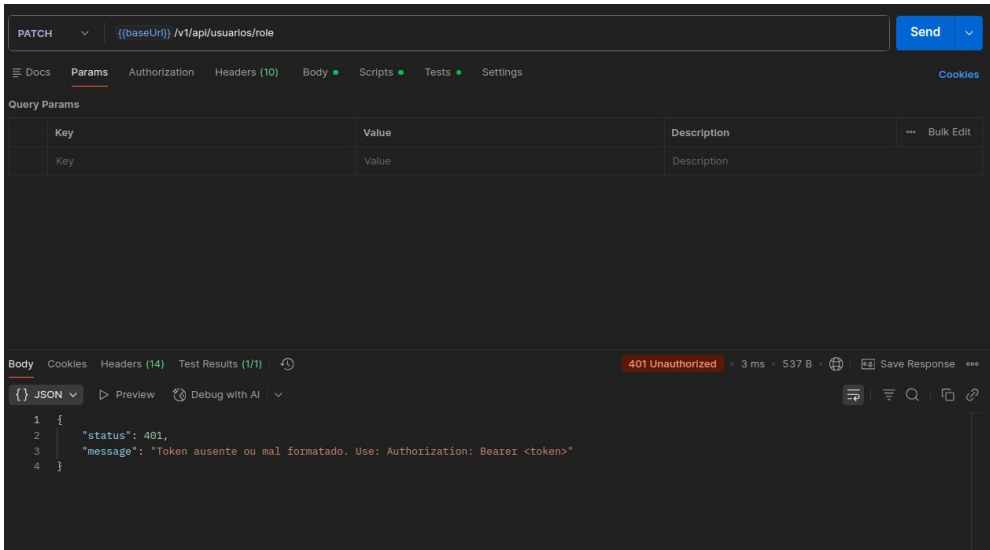 PATCH {{baseUrl}} /v1/api/usuarios/role Send
Docs Params Authorization Headers (10) Body Scripts Tests Settings Cookies
Query Params
Key Value Description Bulk Edit
Key Value Description
Body Cookies Headers (14) Test Results (1/1) 401 Unauthorized 3 ms 537 B e.g. Save Response
{} JSON Preview Debug with AI
1 {
2 "status": 401,
3 "message": "Token ausente ou mal formatado. Use: Authorization: Bearer <token>"
4 }